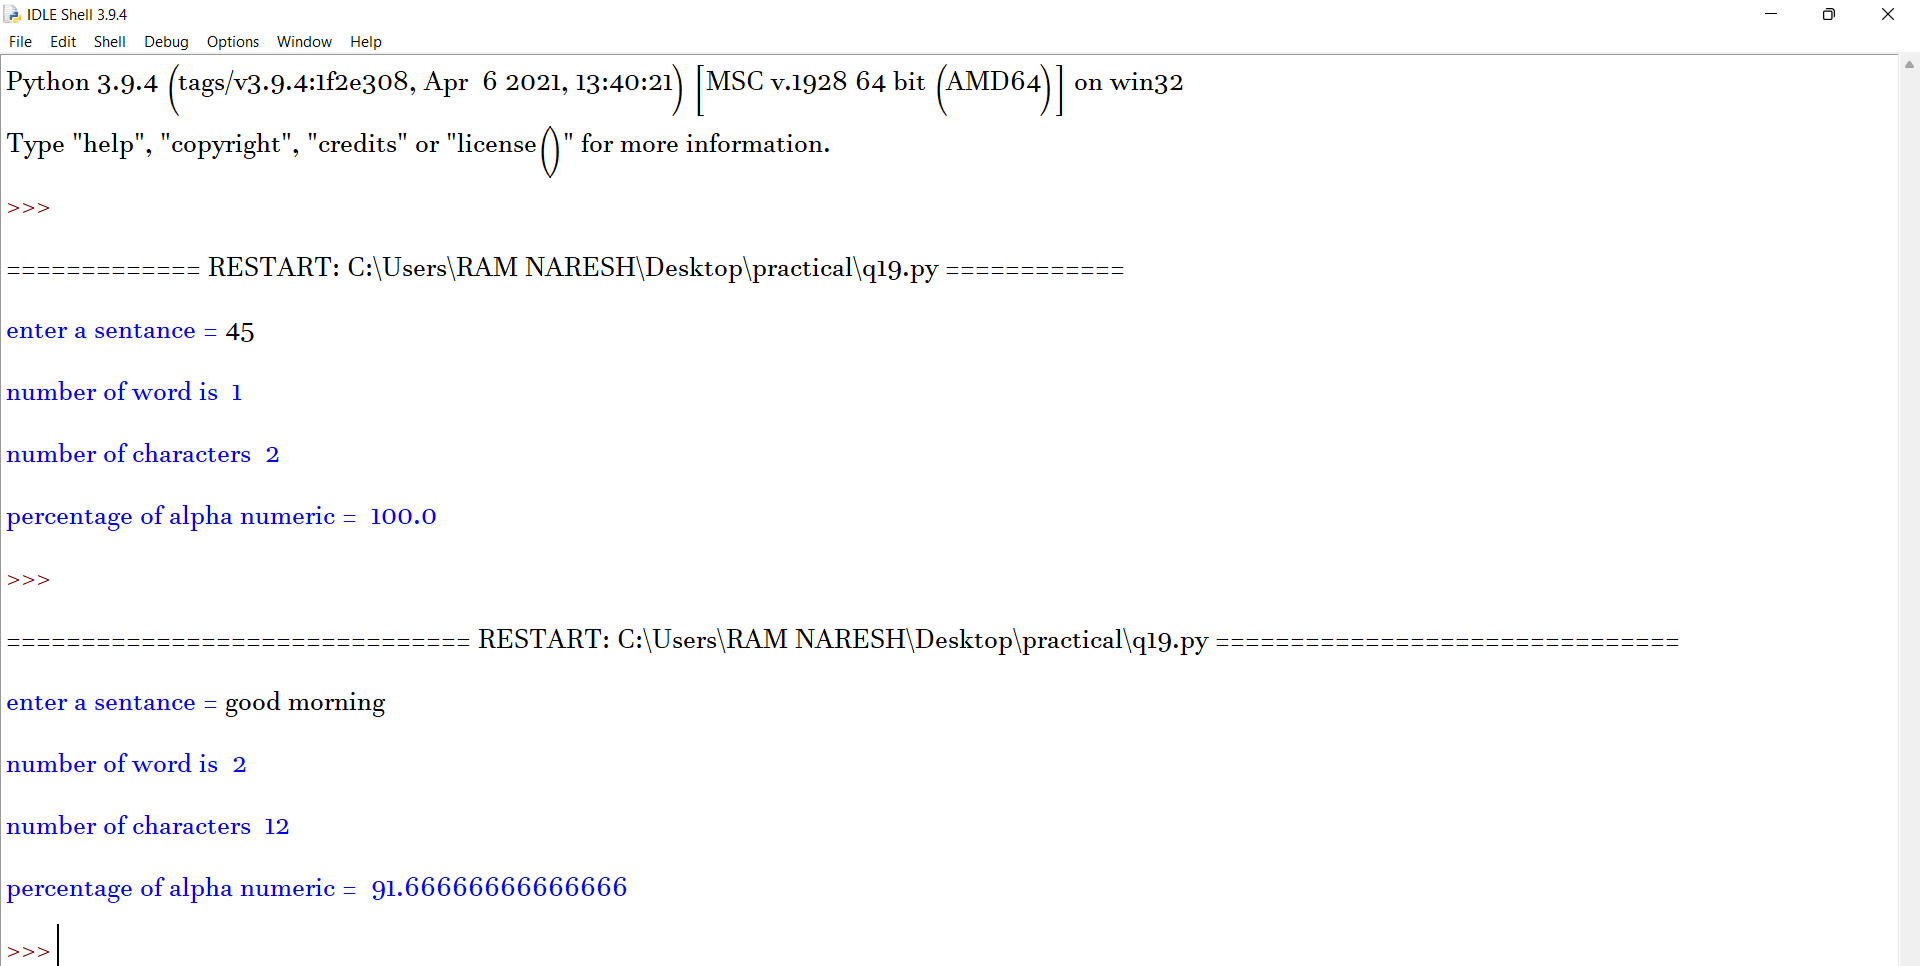 IDLE Shell 3.9.4
File Edit Shell Debug Options Window Help
Python 3.9.4 (tags/v3.9.4:1f2e308, Apr  6 2021, 13:40:21) [MSC v.1928 64 bit (AMD64)] on win32
Type "help", "copyright", "credits" or "license()" for more information.
>>>
============= RESTART: C:\Users\RAM NARESH\Desktop\practical\q19.py ============
enter a sentance = 45
number of word is  1
number of characters  2
percentage of alpha numeric =  100.0
>>>
=============================== RESTART: C:\Users\RAM NARESH\Desktop\practical\q19.py ===============================
enter a sentance = good morning
number of word is  2
number of characters  12
percentage of alpha numeric =  91.66666666666666
>>>